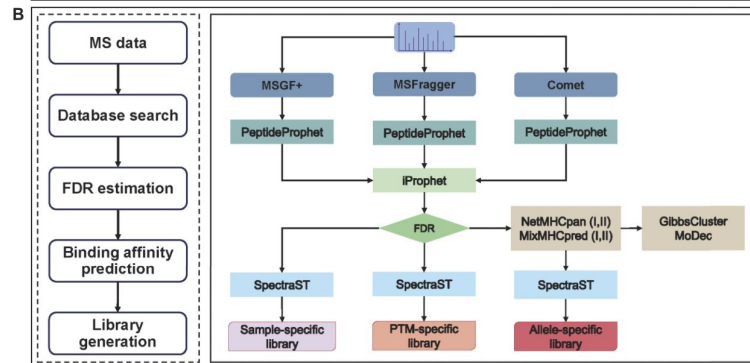 B
MS data
Database search
FDR estimation
Binding affinity
prediction
Library
generation
MSGF+
MSFragger
Comet
PeptideProphet
PeptideProphet
PeptideProphet
iProphet
FDR
NetMHCpan (I,II)
MixMHCpred (I,II)
GibbsCluster
MoDec
SpectraST
SpectraST
SpectraST
Sample-specific
library
PTM-specific
library
Allele-specific
library